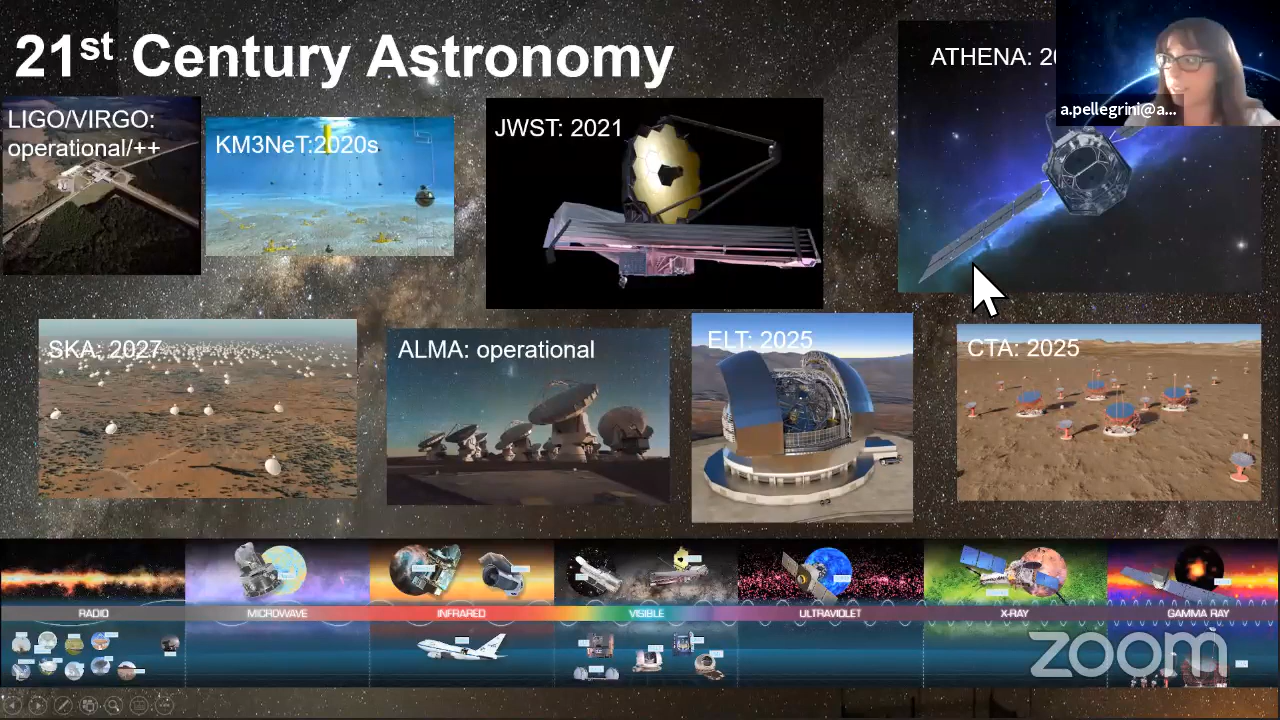 21st Century Astronomy
LIGO/VIRGO:
operational/++
KM3NeT:2020s
JWST: 2021
ATHENA: 20
a.pellegrini@a...
SKA: 2027
ALMA: operational
ELT: 2025
CTA: 2025
RADIO
MICROWAVE
INFRARED
VISIBLE
ULTRAVIOLET
X-RAY
GAMMA RAY
zoom